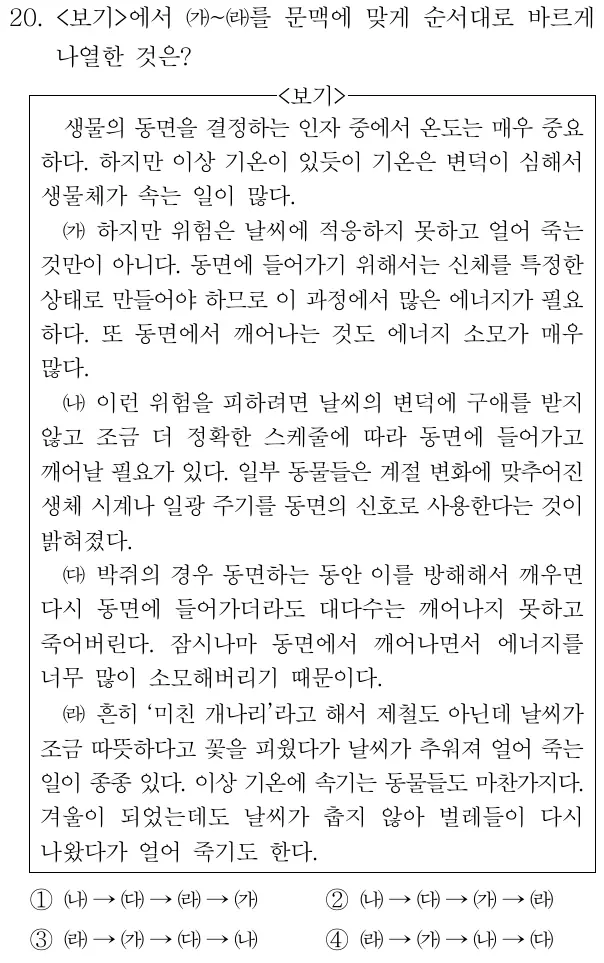 20. <보기>에서 ㈎~㈑를 문맥에 맞게 순서대로 바르게
나열한 것은?
<보기>
생물의 동면을 결정하는 인자 중에서 온도는 매우 중요
하다. 하지만 이상 기온이 있듯이 기온은 변덕이 심해서
생물체가 속는 일이 많다.
㈎ 하지만 위험은 날씨에 적응하지 못하고 얼어 죽는
것만이 아니다. 동면에 들어가기 위해서는 신체를 특정한
상태로 만들어야 하므로 이 과정에서 많은 에너지가 필요
하다. 또 동면에서 깨어나는 것도 에너지 소모가 매우
많다.
㈏ 이런 위험을 피하려면 날씨의 변덕에 구애를 받지
않고 조금 더 정확한 스케줄에 따라 동면에 들어가고
깨어날 필요가 있다. 일부 동물들은 계절 변화에 맞추어진
생체 시계나 일광 주기를 동면의 신호로 사용한다는 것이
밝혀졌다.
㈐ 박쥐의 경우 동면하는 동안 이를 방해해서 깨우면
다시 동면에 들어가더라도 대다수는 깨어나지 못하고
죽어버린다. 잠시나마 동면에서 깨어나면서 에너지를
너무 많이 소모해버리기 때문이다.
㈑ 흔히 ‘미친 개나리’라고 해서 제철도 아닌데 날씨가
조금 따뜻하다고 꽃을 피웠다가 날씨가 추워져 얼어 죽는
일이 종종 있다. 이상 기온에 속기는 동물들도 마찬가지다.
겨울이 되었는데도 날씨가 춥지 않아 벌레들이 다시
나왔다가 얼어 죽기도 한다.
① ㈏ → ㈐ → ㈑ → ㈎ ② ㈏ → ㈐ → ㈎ → ㈑
③ ㈑ → ㈎ → ㈐ → ㈏ ④ ㈑ → ㈎ → ㈏ → ㈐